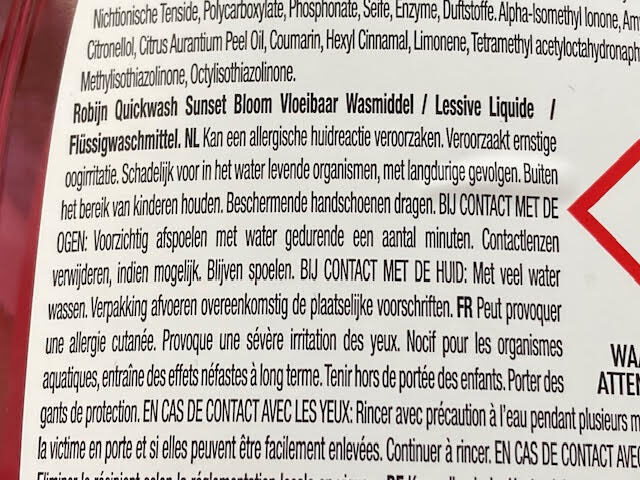 Nichtionische Tenside, Polycarboxylate, Phosphonate, Seife, Enzyme, Duftstoffe. Alpha-Isomethyl Ionone,
Citronellol, Citrus Aurantium Peel Oil, Coumarin, Hexyl Cinnamal, Limonene, Tetramethyl
Methylisothiazolinone, Octylisothiazolinone.
Robijn Quickwash Sunset Bloom Vloeibaar Wasmiddel / Lessive Liquide /
Flüssigwaschmittel. NL Kan een allergische huidreactie veroorzaken. Veroorzaakt ernstige
oogirritatie. Schadelijk voor in het water levende organismen, met langdurige gevolgen. Buiten
het bereik van kinderen houden. Beschermende handschoenen dragen. BIJ CONTACT MET DE
OGEN: Voorzichtig afspoelen met water gedurende een aantal minuten. Contactlenzen
verwijderen, indien mogelijk. Blijven spoelen. BIJ CONTACT MET DE HUID: Met veel water
wassen. Verpakking afvoeren overeenkomstig de plaatselijke voorschriften. FR Peut provoquer
une allergie cutanée. Provoque une sévère irritation des yeux. Nocif pour les organismes
aquatiques, entraîne des effets néfastes à long terme. Tenir hors de portée des enfants. Porter des
gants de protection. EN CAS DE CONTACT AVEC LES YEUX: Rincer avec précaution à l'eau pendant plusieurs m
la victime en porte et si elles peuvent être facilement enlevées. Continuer à rincer. EN CAS DE CONTACT AVEC
WAA
ATTEN